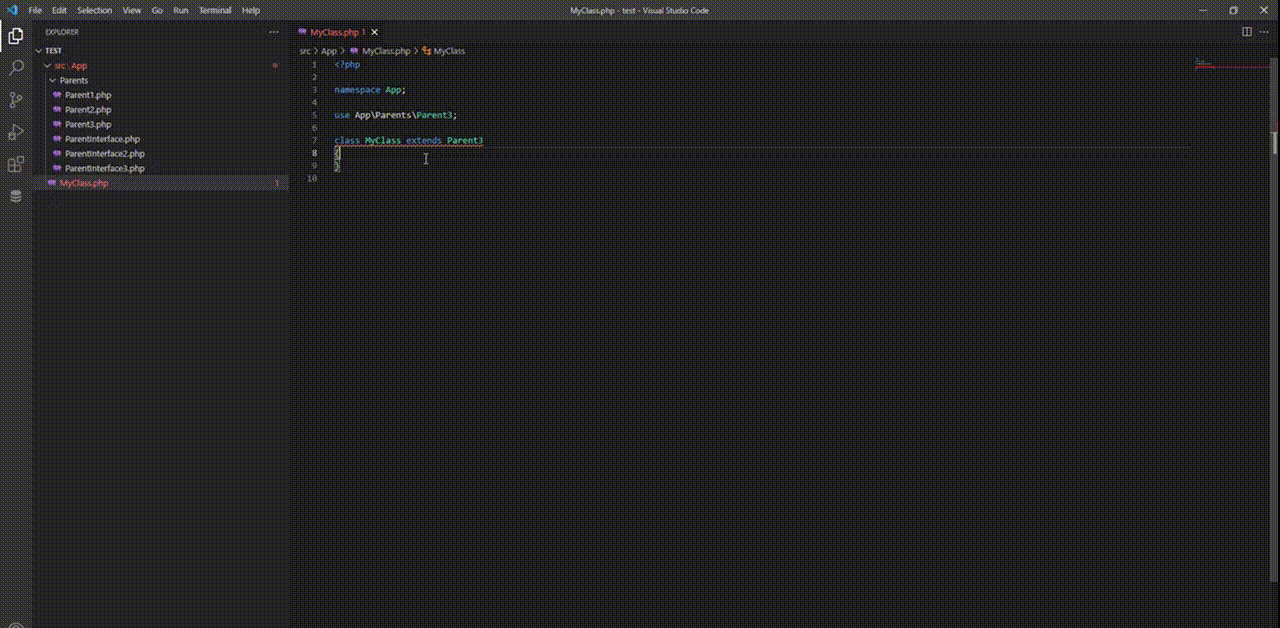 File Edit Selection View Go Run Terminal Help
MyClass.php - test - Visual Studio Code
EXPLORER
TEST
src\App
Parents
Parent1.php
Parent2.php
Parent3.php
ParentInterface.php
ParentInterface2.php
ParentInterface3.php
MyClass.php 1
MyClass.php 1
src > App > MyClass.php > MyClass
1 <?php
2
3 namespace App;
4
5 use App\Parents\Parent3;
6
7 class MyClass extends Parent3
8 {
9 }
10